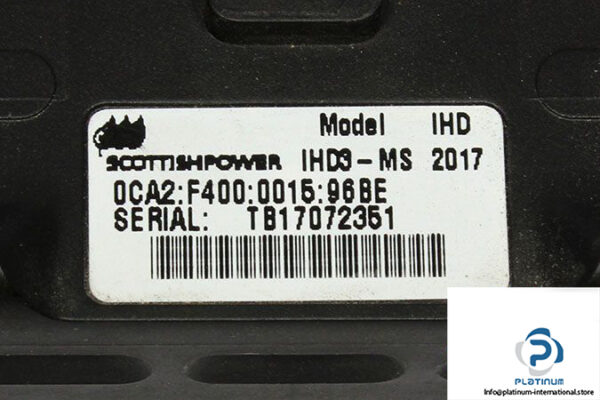 Model IHD
SCOTTISHPOWER IHD3-MS 2017
0CA2:F400:0015:96BE
SERIAL: TB17072351
PLATINUM
Info@platinum-international.store